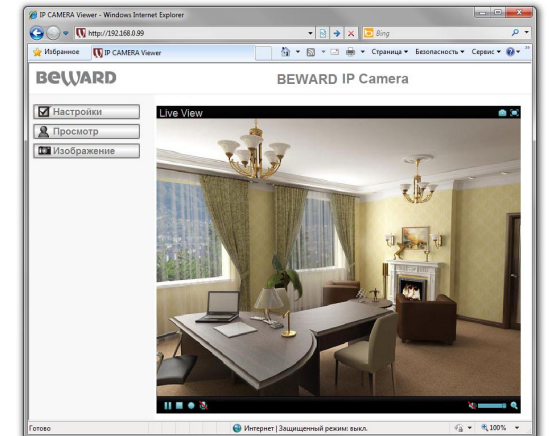 IP CAMERA Viewer - Windows Internet Explorer
http://192.168.0.99
Bing
Избранное
IP CAMERA Viewer
Страница
Безопасность
Сервис
BEWARD
BEWARD IP Camera
Настройки
Просмотр
Изображение
Live View
Готово
Интернет | Защищенный режим: выкл.
100%